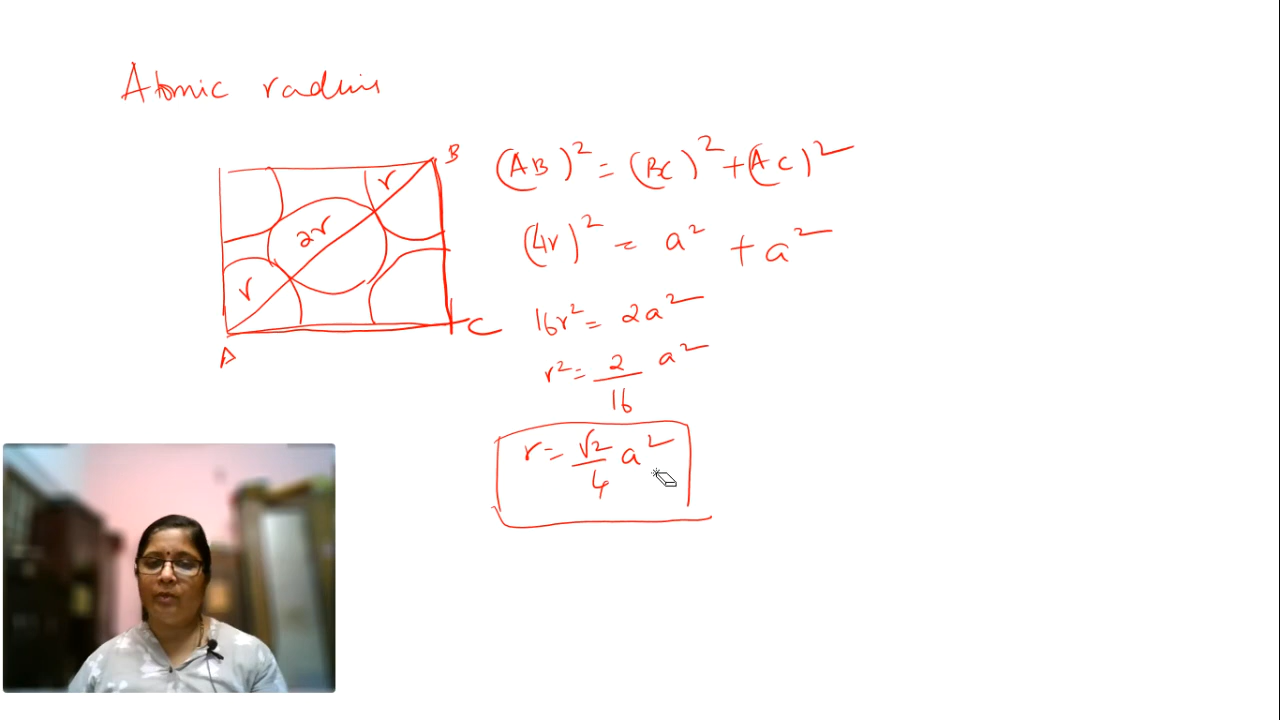 Atomic radius
B
r
2r
r
A
C
(AB)² = (BC)² + (AC)²
(4r)² = a² + a²
16r² = 2a²
r² = 2/16 a²
r = √2/4 a²